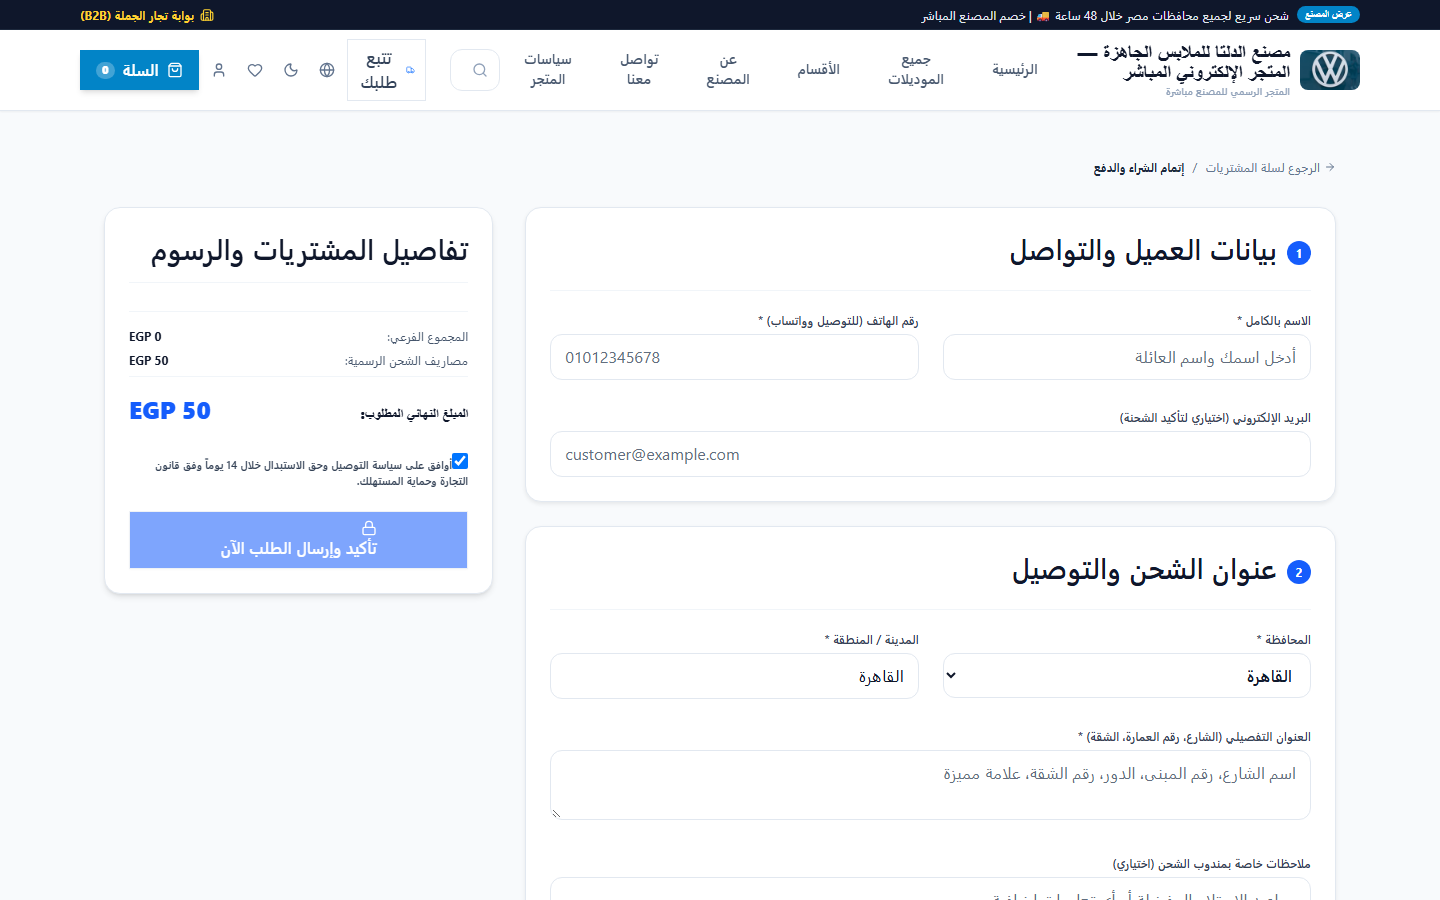 عرض المصنع
شحن سريع لجميع محافظات مصر خلال 48 ساعة 🚚 | خصم المصنع المباشر
بوابة تجار الجملة (B2B)
مصنع الدلتا للملابس الجاهزة —
المتجر الإلكتروني المباشر
المتجر الرسمي للمصنع مباشرة
الرئيسية
جميع
الموديلات
الأقسام
عن
المصنع
تواصل
معنا
سياسات
المتجر
تتبع
طلبك
السلة 0
الرجوع لسلة المشتريات / إتمام الشراء والدفع
1 بيانات العميل والتواصل
الاسم بالكامل *
رقم الهاتف (للتوصيل وواتساب) *
أدخل اسمك واسم العائلة
01012345678
البريد الإلكتروني (اختياري لتأكيد الشحنة)
customer@example.com
2 عنوان الشحن والتوصيل
المحافظة *
المدينة / المنطقة *
القاهرة
القاهرة
العنوان التفصيلي (الشارع، رقم العمارة، الشقة) *
اسم الشارع، رقم المبنى، الدور، رقم الشقة، علامة مميزة
ملاحظات خاصة بمندوب الشحن (اختياري)
تفاصيل المشتريات والرسوم
المجموع الفرعي: EGP 0
مصاريف الشحن الرسمية: EGP 50
المبلغ النهائي المطلوب: EGP 50
أوافق على سياسة التوصيل وحق الاستبدال خلال 14 يوماً وفق قانون
التجارة وحماية المستهلك.
تأكيد وإرسال الطلب الآن